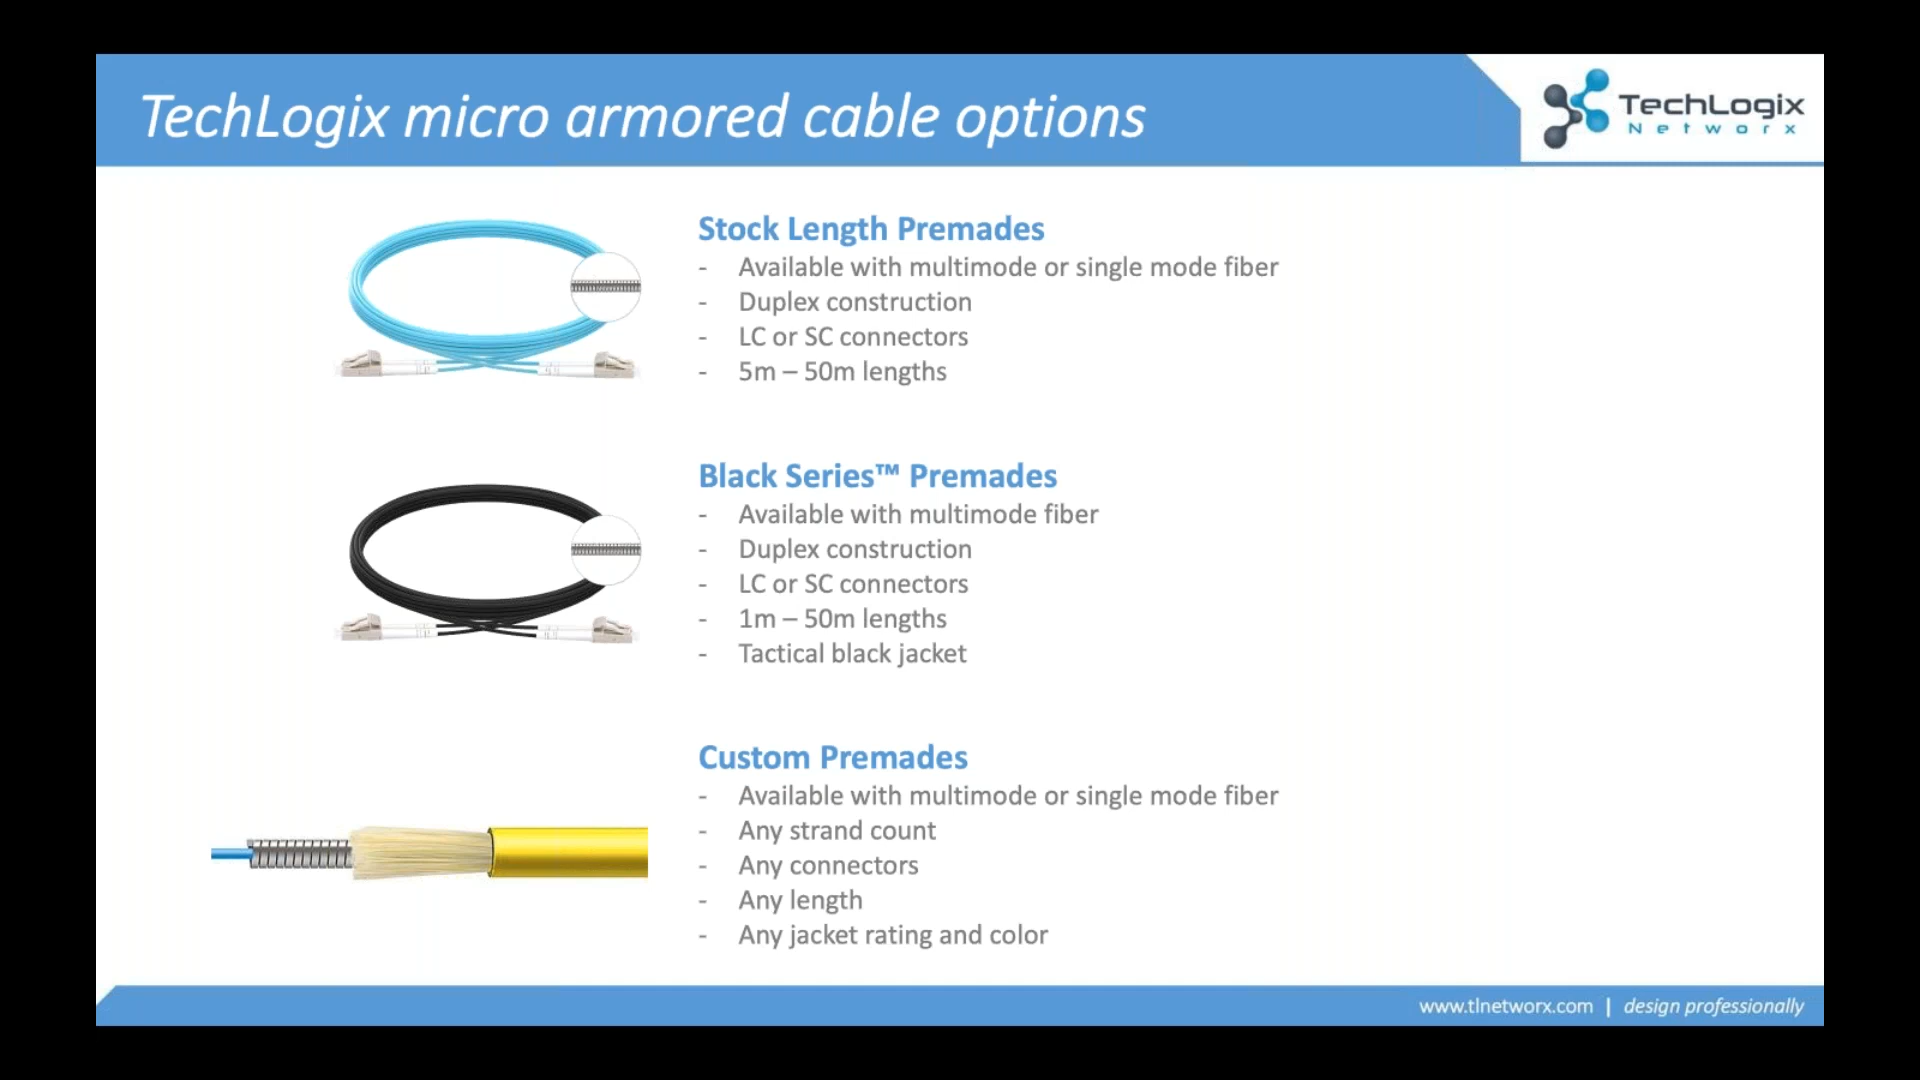 TechLogix micro armored cable options
TechLogix
Networx
Stock Length Premades
- Available with multimode or single mode fiber
- Duplex construction
- LC or SC connectors
- 5m – 50m lengths
Black Series™ Premades
- Available with multimode fiber
- Duplex construction
- LC or SC connectors
- 1m – 50m lengths
- Tactical black jacket
Custom Premades
- Available with multimode or single mode fiber
- Any strand count
- Any connectors
- Any length
- Any jacket rating and color
www.tlnetworx.com | design professionally